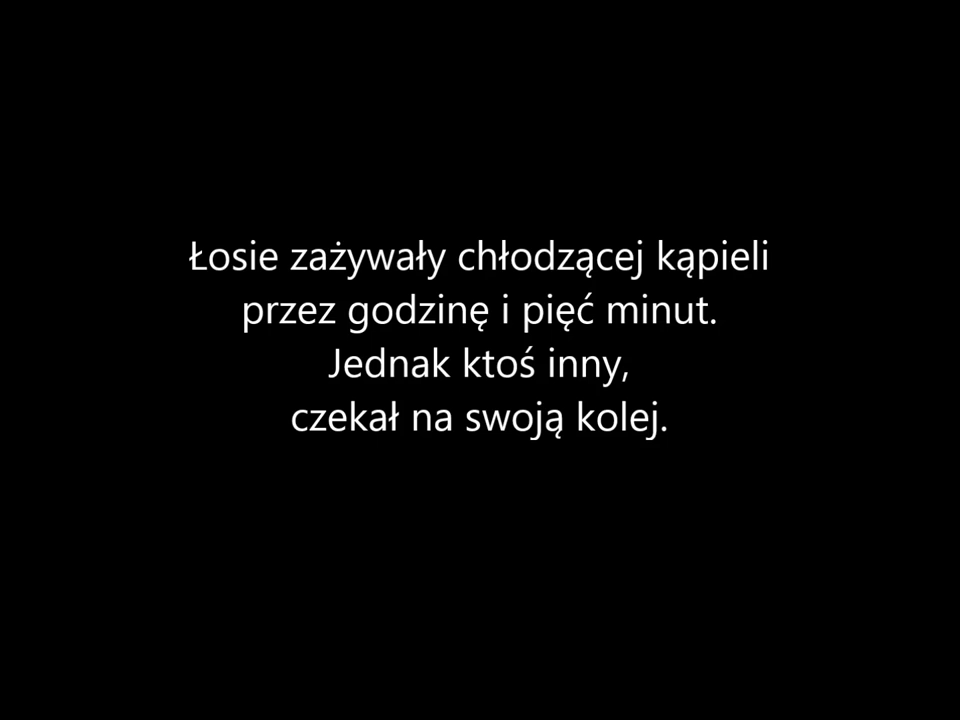 Łosie zażywały chłodzącej kąpieli
przez godzinę i pięć minut.
Jednak ktoś inny,
czekał na swoją kolej.